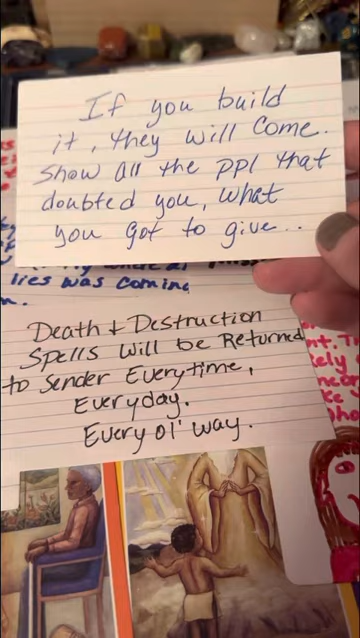 If you build
it, they will come.
Show all the ppl that
doubted you, what
you got to give...
lies was coming
Death & Destruction
Spells will be Returned
to Sender Everytime,
Everyday.
Every ol' way.